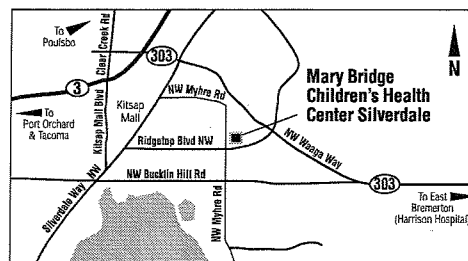 To
Poulsbo
Clear Creek Rd
303
N
3
To
Port Orchard
& Tacoma
Kitsap Mall Blvd NW
Kitsap
Mall
NW Myhre Rd
Mary Bridge
Children's Health
Center Silverdale
Ridgetop Blvd NW
NW Waaga Way
Silverdale Way
NW Bucklin Hill Rd
303
NW Myhre Rd
To East
Bremerton
(Harrison Hospital)